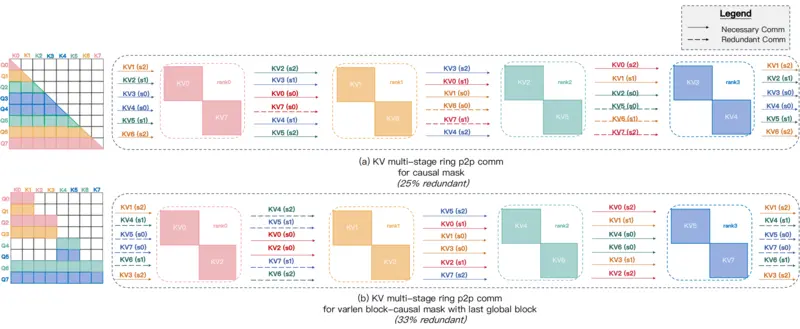 Legend
Necessary Comm
Redundant Comm
K0 K1 K2 K3 K4 K5 K6 K7
Q0
Q1
Q2
Q3
Q4
Q5
Q6
Q7
KV1 (s2)
KV2 (s1)
KV3 (s0)
KV4 (s0)
KV5 (s1)
KV6 (s2)
rank0
KV7
KV2 (s2)
KV3 (s1)
KV0 (s0)
KV7 (s0)
KV4 (s1)
KV5 (s2)
KV1
rank1
KV6
KV3 (s2)
KV0 (s1)
KV1 (s0)
KV6 (s0)
KV7 (s1)
KV4 (s2)
KV2
rank2
KV5
KV0 (s2)
KV1 (s1)
KV2 (s0)
KV5 (s0)
KV6 (s1)
KV7 (s2)
KV3
rank3
KV4
KV1 (s2)
KV2 (s1)
KV3 (s0)
KV4 (s0)
KV5 (s1)
KV6 (s2)
(a) KV multi-stage ring p2p comm
for causal mask
(25% redundant)
K0 K1 K2 K3 K4 K5 K6 K7
Q0
Q1
Q2
Q3
Q4
Q5
Q6
Q7
KV1 (s2)
KV4 (s1)
KV5 (s0)
KV7 (s0)
KV6 (s1)
KV3 (s2)
KV0
rank0
KV2
KV4 (s2)
KV5 (s1)
KV0 (s0)
KV2 (s0)
KV7 (s1)
KV6 (s2)
KV1
rank1
KV3
KV5 (s2)
KV0 (s1)
KV1 (s0)
KV3 (s0)
KV2 (s1)
KV7 (s2)
KV4
rank2
KV6
KV0 (s2)
KV1 (s1)
KV4 (s0)
KV6 (s0)
KV3 (s1)
KV2 (s2)
KV5
rank3
KV7
KV1 (s2)
KV4 (s1)
KV5 (s0)
KV7 (s0)
KV6 (s1)
KV3 (s2)
(b) KV multi-stage ring p2p comm
for varlen block-causal mask with last global block
(33% redundant)